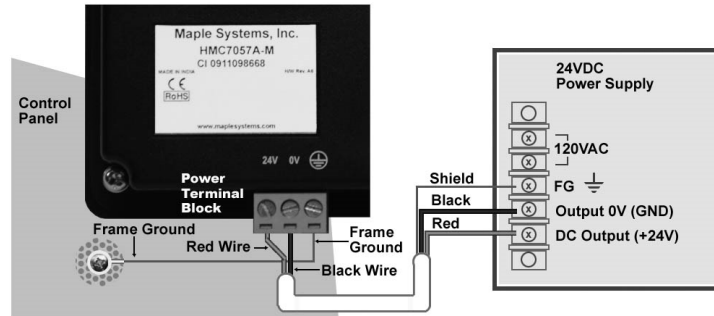 Maple Systems, Inc.
HMC7057A-M
CI 0911098668
MADE IN INDIA
CE
RoHS
www.maplesystems.com
Control
Panel
24V 0V
Power
Terminal
Block
Frame Ground
Red Wire
Frame
Ground
Black Wire
24VDC
Power Supply
120VAC
Shield
FG
Black
Output 0V (GND)
Red
DC Output (+24V)